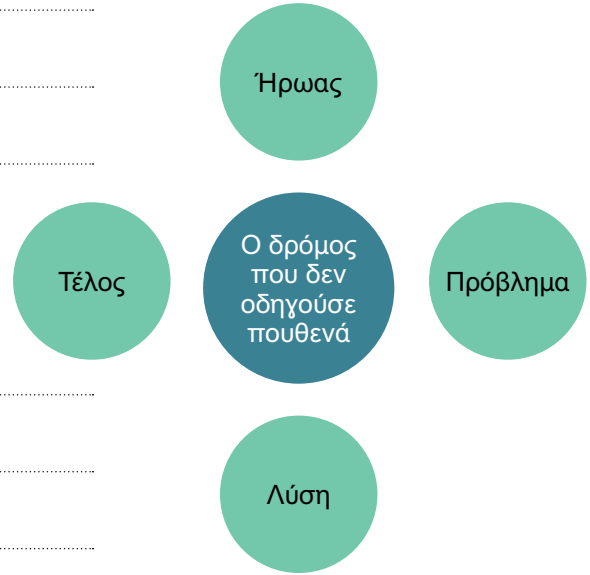 Ήρωας
Τέλος
Ο δρόμος
που δεν
οδηγούσε
πουθενά
Πρόβλημα
Λύση